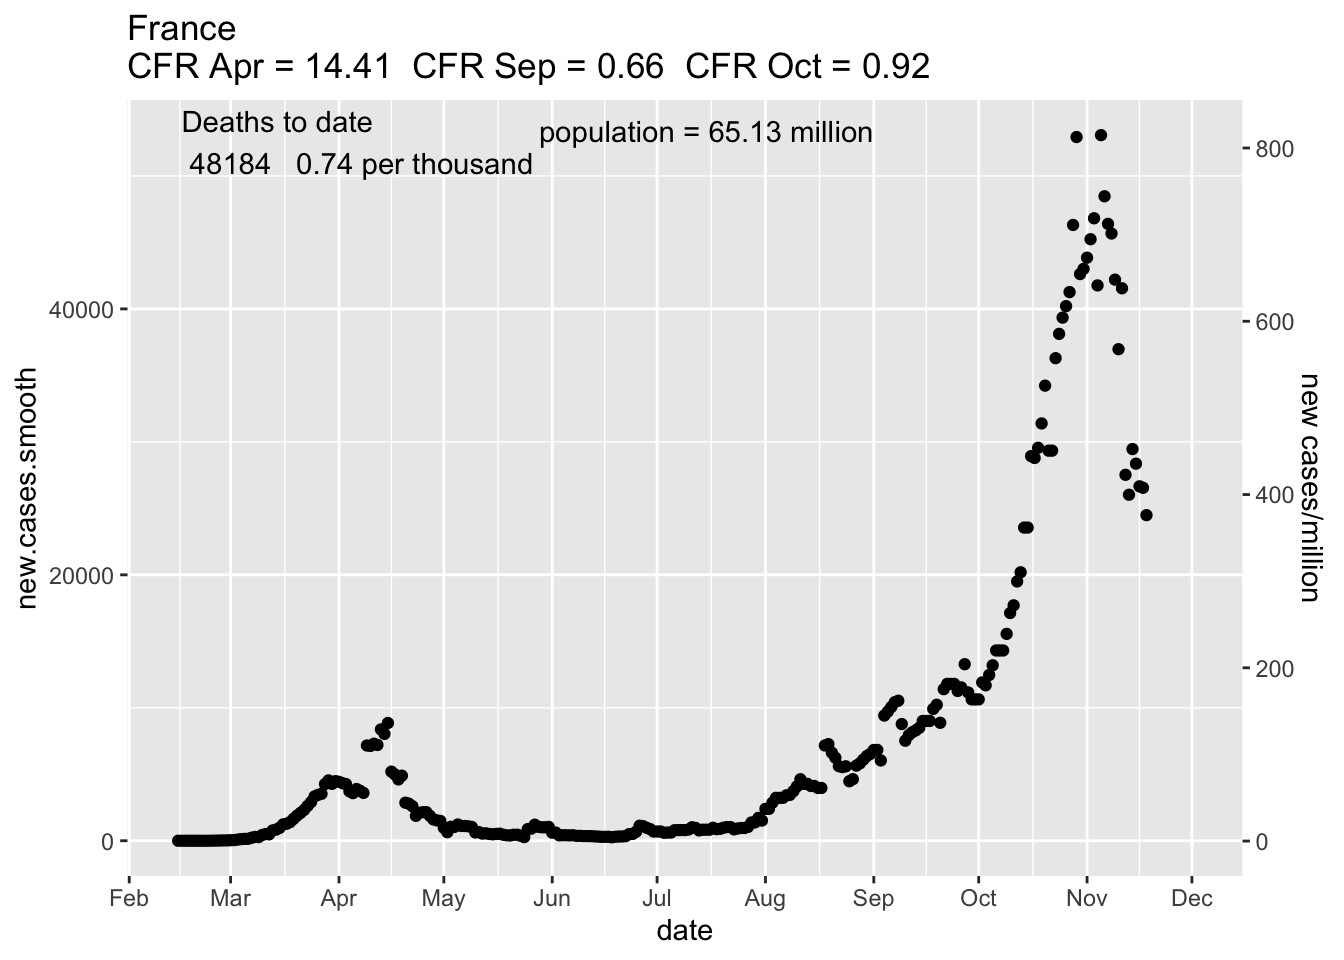 France
CFR Apr = 14.41  CFR Sep = 0.66  CFR Oct = 0.92
Deaths to date
48184   0.74 per thousand
population = 65.13 million
new.cases.smooth
40000
20000
0
800
600
400
200
0
new cases/million
Feb Mar Apr May Jun Jul Aug Sep Oct Nov Dec
date